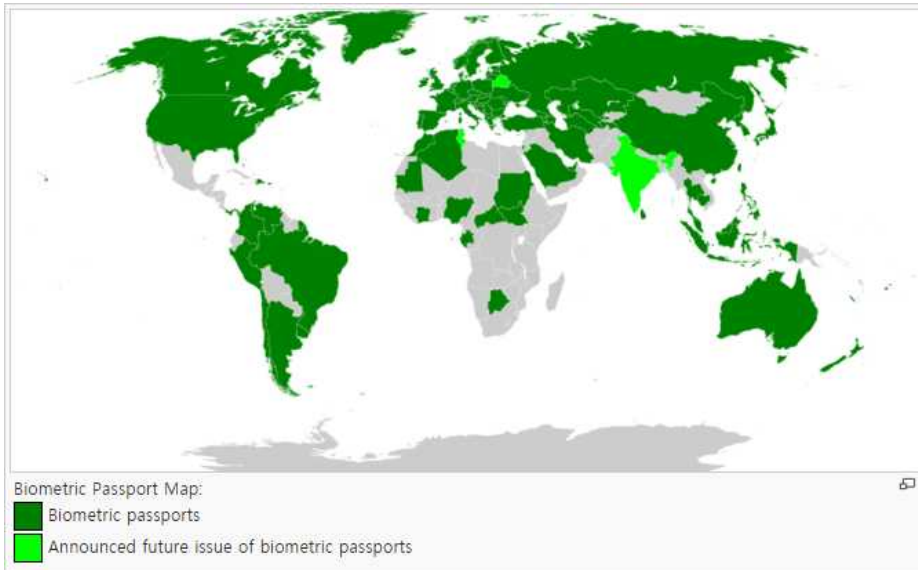 Biometric Passport Map:
Biometric passports
Announced future issue of biometric passports